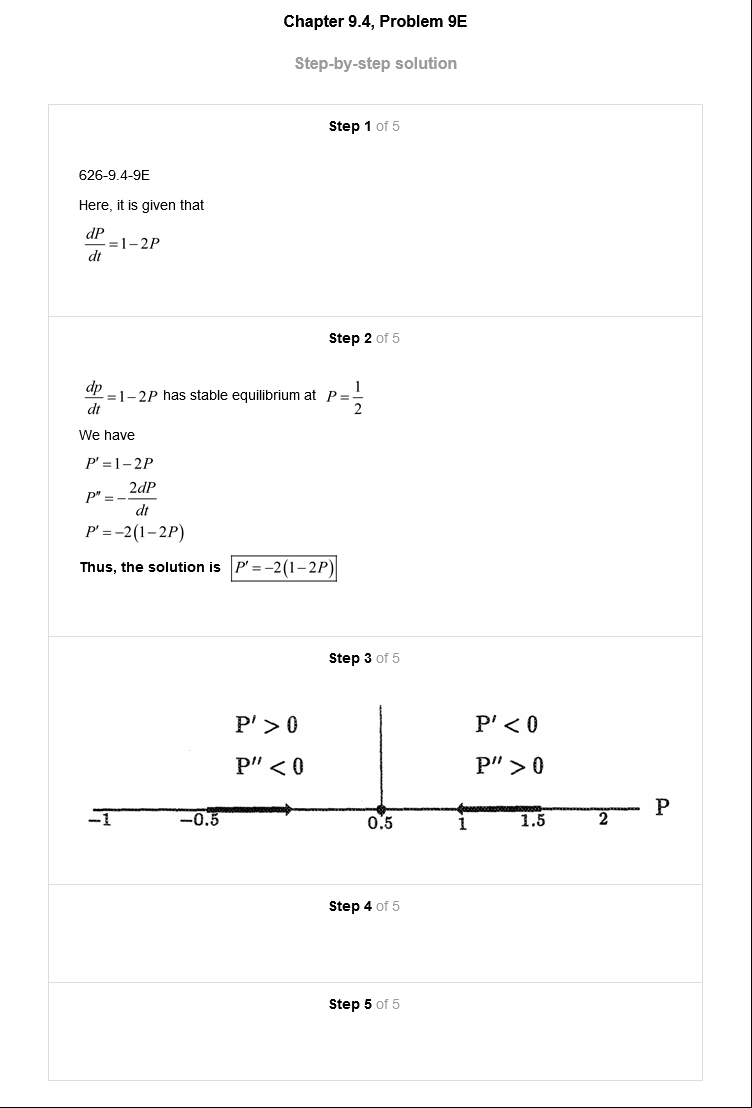 Chapter 9.4, Problem 9E
Step-by-step solution
Step 1 of 5
626-9.4-9E
Here, it is given that
dP/dt = 1 − 2P
Step 2 of 5
dp/dt = 1 − 2P has stable equilibrium at P = 1/2
We have
P′ = 1 − 2P
P″ = − 2dP/dt
P′ = −2(1 − 2P)
Thus, the solution is P′ = −2(1 − 2P)
Step 3 of 5
P′ > 0 P′ < 0
P″ < 0 P″ > 0
−1 −0.5 0.5 1 1.5 2 P
Step 4 of 5
Step 5 of 5